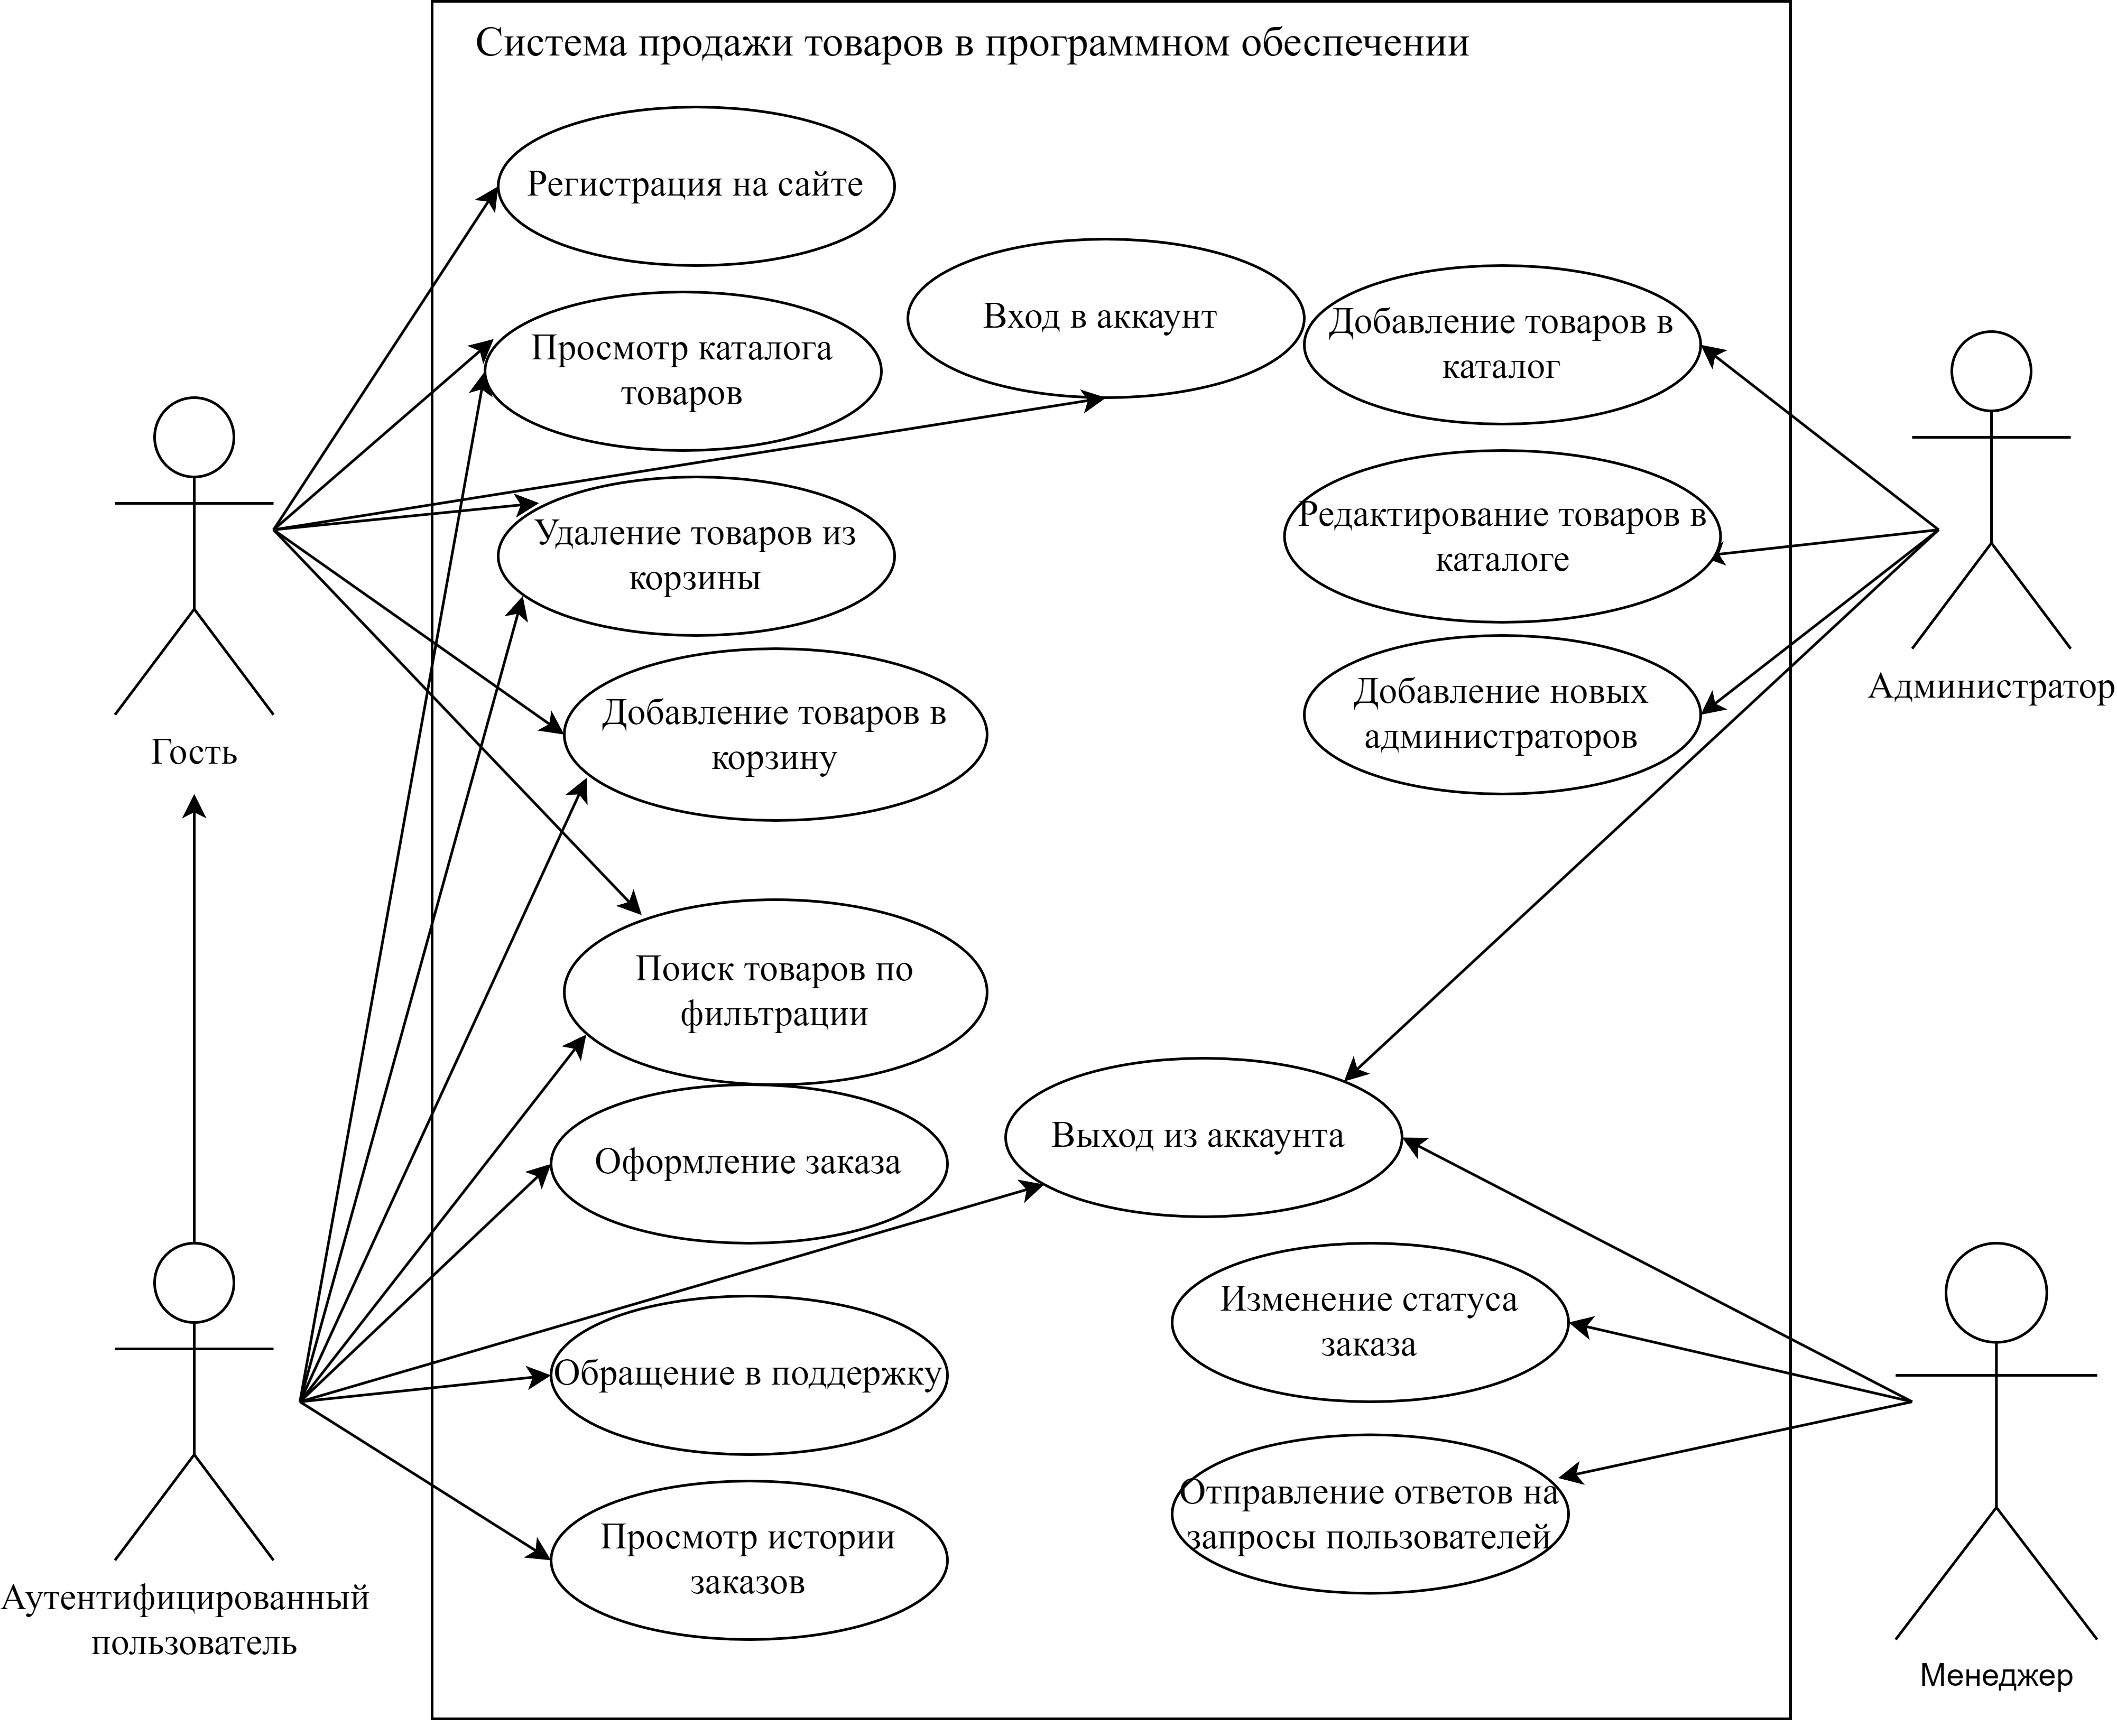 Система продажи товаров в программном обеспечении
Регистрация на сайте
Вход в аккаунт
Добавление товаров в
каталог
Просмотр каталога
товаров
Редактирование товаров в
каталоге
Удаление товаров из
корзины
Добавление новых
администраторов
Администратор
Добавление товаров в
корзину
Гость
Поиск товаров по
фильтрации
Выход из аккаунта
Оформление заказа
Изменение статуса
заказа
Обращение в поддержку
Отправление ответов на
запросы пользователей
Просмотр истории
заказов
Аутентифицированный
пользователь
Менеджер